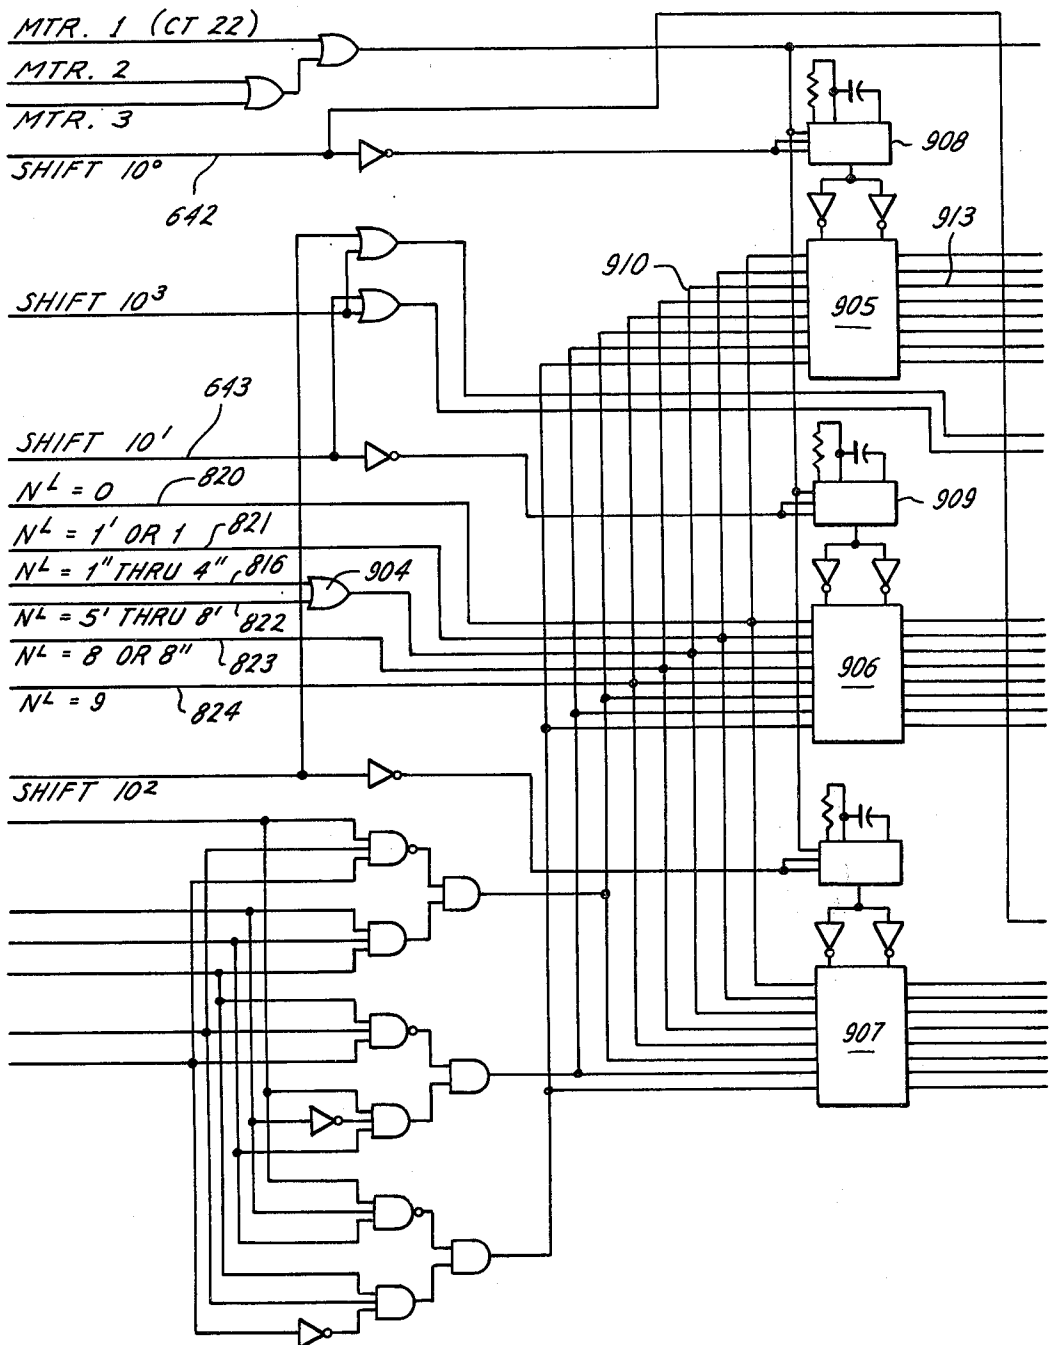 MTR. 1 (CT 22)
MTR. 2
MTR. 3
SHIFT 10°
642
908
913
910
905
SHIFT 10³
643
SHIFT 10'
820
N^L = 0
909
821
N^L = 1' OR 1
N^L = 1" THRU 4"
816
904
N^L = 5' THRU 8'
822
N^L = 8 OR 8"
823
906
N^L = 9
824
SHIFT 10²
907